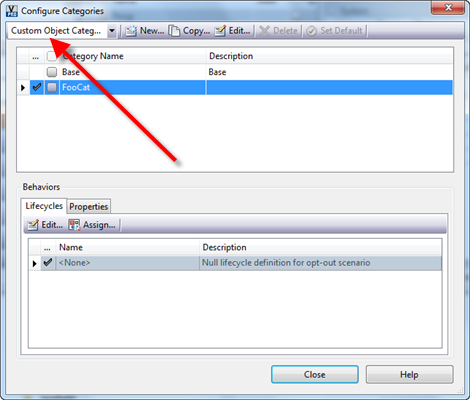 Configure Categories
Custom Object Categ... New... Copy... Edit... Delete Set Default
... Category Name Description
Base Base
FooCat
Behaviors
Lifecycles Properties
Edit... Assign...
... Name Description
<None> Null lifecycle definition for opt-out scenario
Close Help